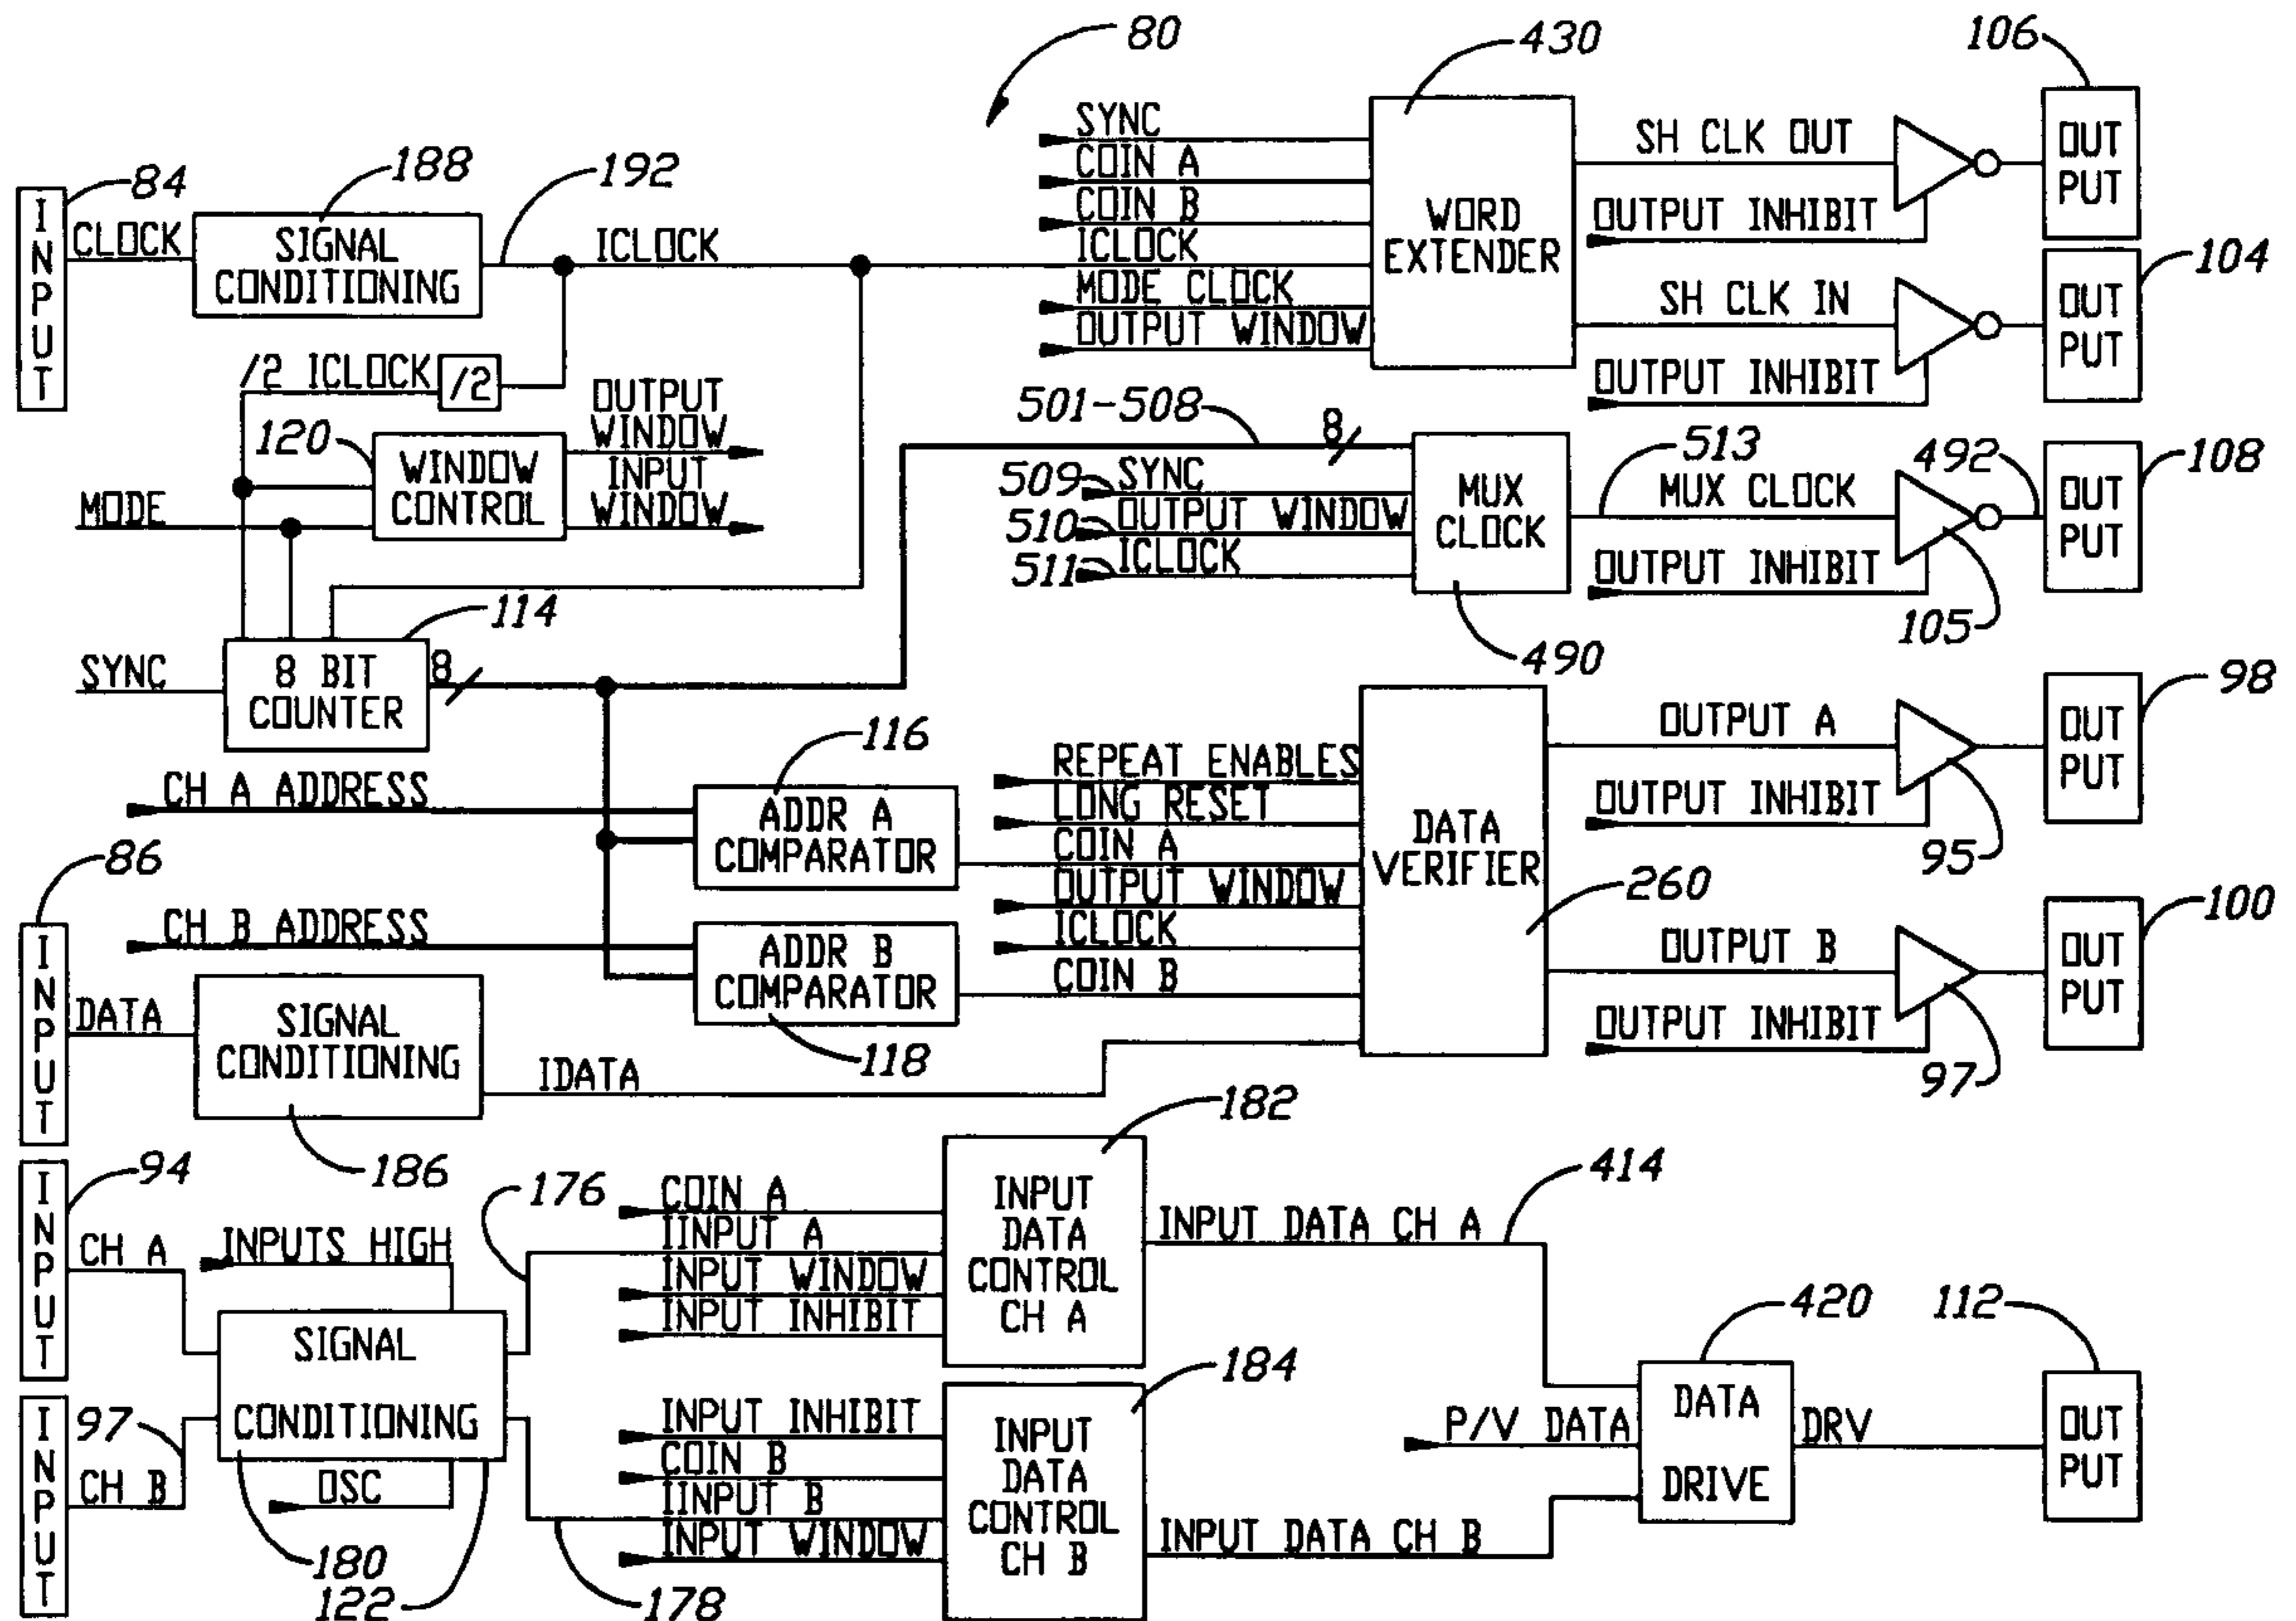 80
430
106
SYNC
COIN A
COIN B
ICLOCK
MODE CLOCK
OUTPUT WINDOW
WORD
EXTENDER
SH CLK OUT
OUTPUT INHIBIT
OUT
PUT
SH CLK IN
OUTPUT INHIBIT
104
OUT
PUT
84
INPUT
CLOCK
188
SIGNAL
CONDITIONING
192
ICLOCK
/2 ICLOCK
/2
120
WINDOW
CONTROL
OUTPUT
WINDOW
INPUT
WINDOW
MODE
501-508
8
509
SYNC
510
OUTPUT WINDOW
511
ICLOCK
MUX
CLOCK
490
513
MUX CLOCK
OUTPUT INHIBIT
105
492
108
OUT
PUT
SYNC
114
8 BIT
COUNTER
8
CH A ADDRESS
116
ADDR A
COMPARATOR
CH B ADDRESS
ADDR B
COMPARATOR
118
REPEAT ENABLES
LONG RESET
COIN A
OUTPUT WINDOW
ICLOCK
COIN B
DATA
VERIFIER
260
OUTPUT A
OUTPUT INHIBIT
95
98
OUT
PUT
OUTPUT B
OUTPUT INHIBIT
97
100
OUT
PUT
86
INPUT
DATA
SIGNAL
CONDITIONING
186
IDATA
94
INPUT
CH A
INPUTS HIGH
INPUT
97
CH B
SIGNAL
CONDITIONING
OSC
180
122
176
178
COIN A
IINPUT A
INPUT WINDOW
INPUT INHIBIT
182
INPUT
DATA
CONTROL
CH A
INPUT DATA CH A
414
INPUT INHIBIT
COIN B
IINPUT B
INPUT WINDOW
184
INPUT
DATA
CONTROL
CH B
INPUT DATA CH B
P/V DATA
420
DATA
DRIVE
DRV
112
OUT
PUT